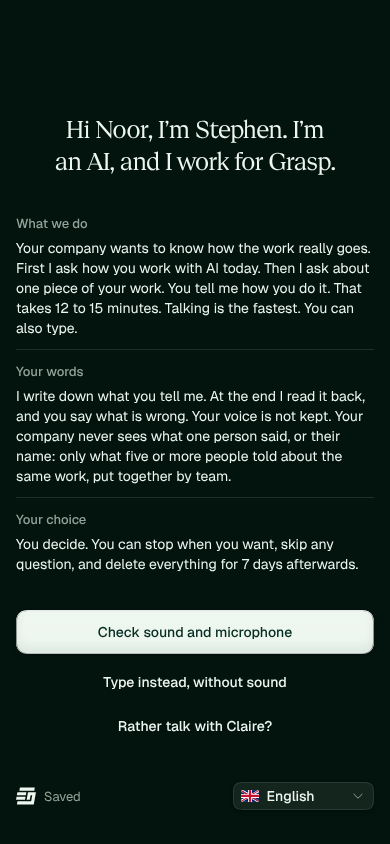 Hi Noor, I’m Stephen. I’m
an AI, and I work for Grasp.
What we do
Your company wants to know how the work really goes.
First I ask how you work with AI today. Then I ask about
one piece of your work. You tell me how you do it. That
takes 12 to 15 minutes. Talking is the fastest. You can
also type.
Your words
I write down what you tell me. At the end I read it back,
and you say what is wrong. Your voice is not kept. Your
company never sees what one person said, or their
name: only what five or more people told about the
same work, put together by team.
Your choice
You decide. You can stop when you want, skip any
question, and delete everything for 7 days afterwards.
Check sound and microphone
Type instead, without sound
Rather talk with Claire?
Saved
English